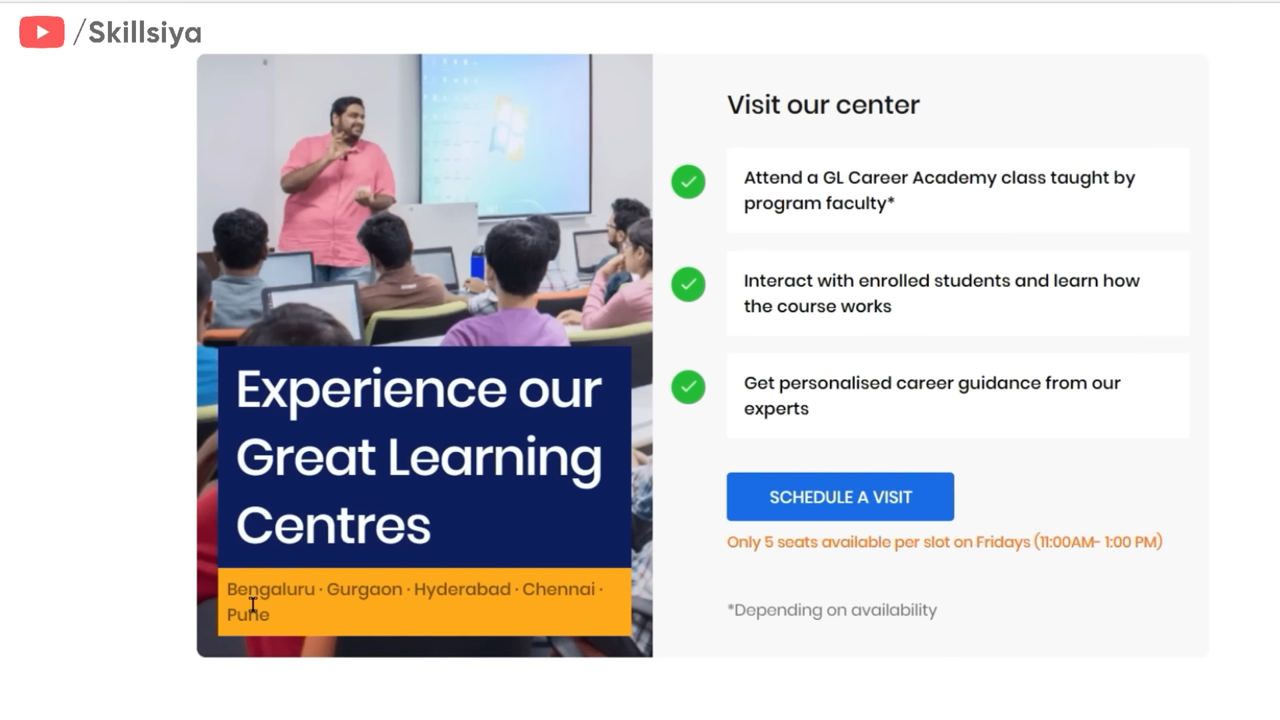 /Skillsiya
Experience our
Great Learning
Centres
Bengaluru · Gurgaon · Hyderabad · Chennai ·
Pune
Visit our center
Attend a GL Career Academy class taught by
program faculty*
Interact with enrolled students and learn how
the course works
Get personalised career guidance from our
experts
SCHEDULE A VISIT
Only 5 seats available per slot on Fridays (11:00AM- 1:00 PM)
*Depending on availability